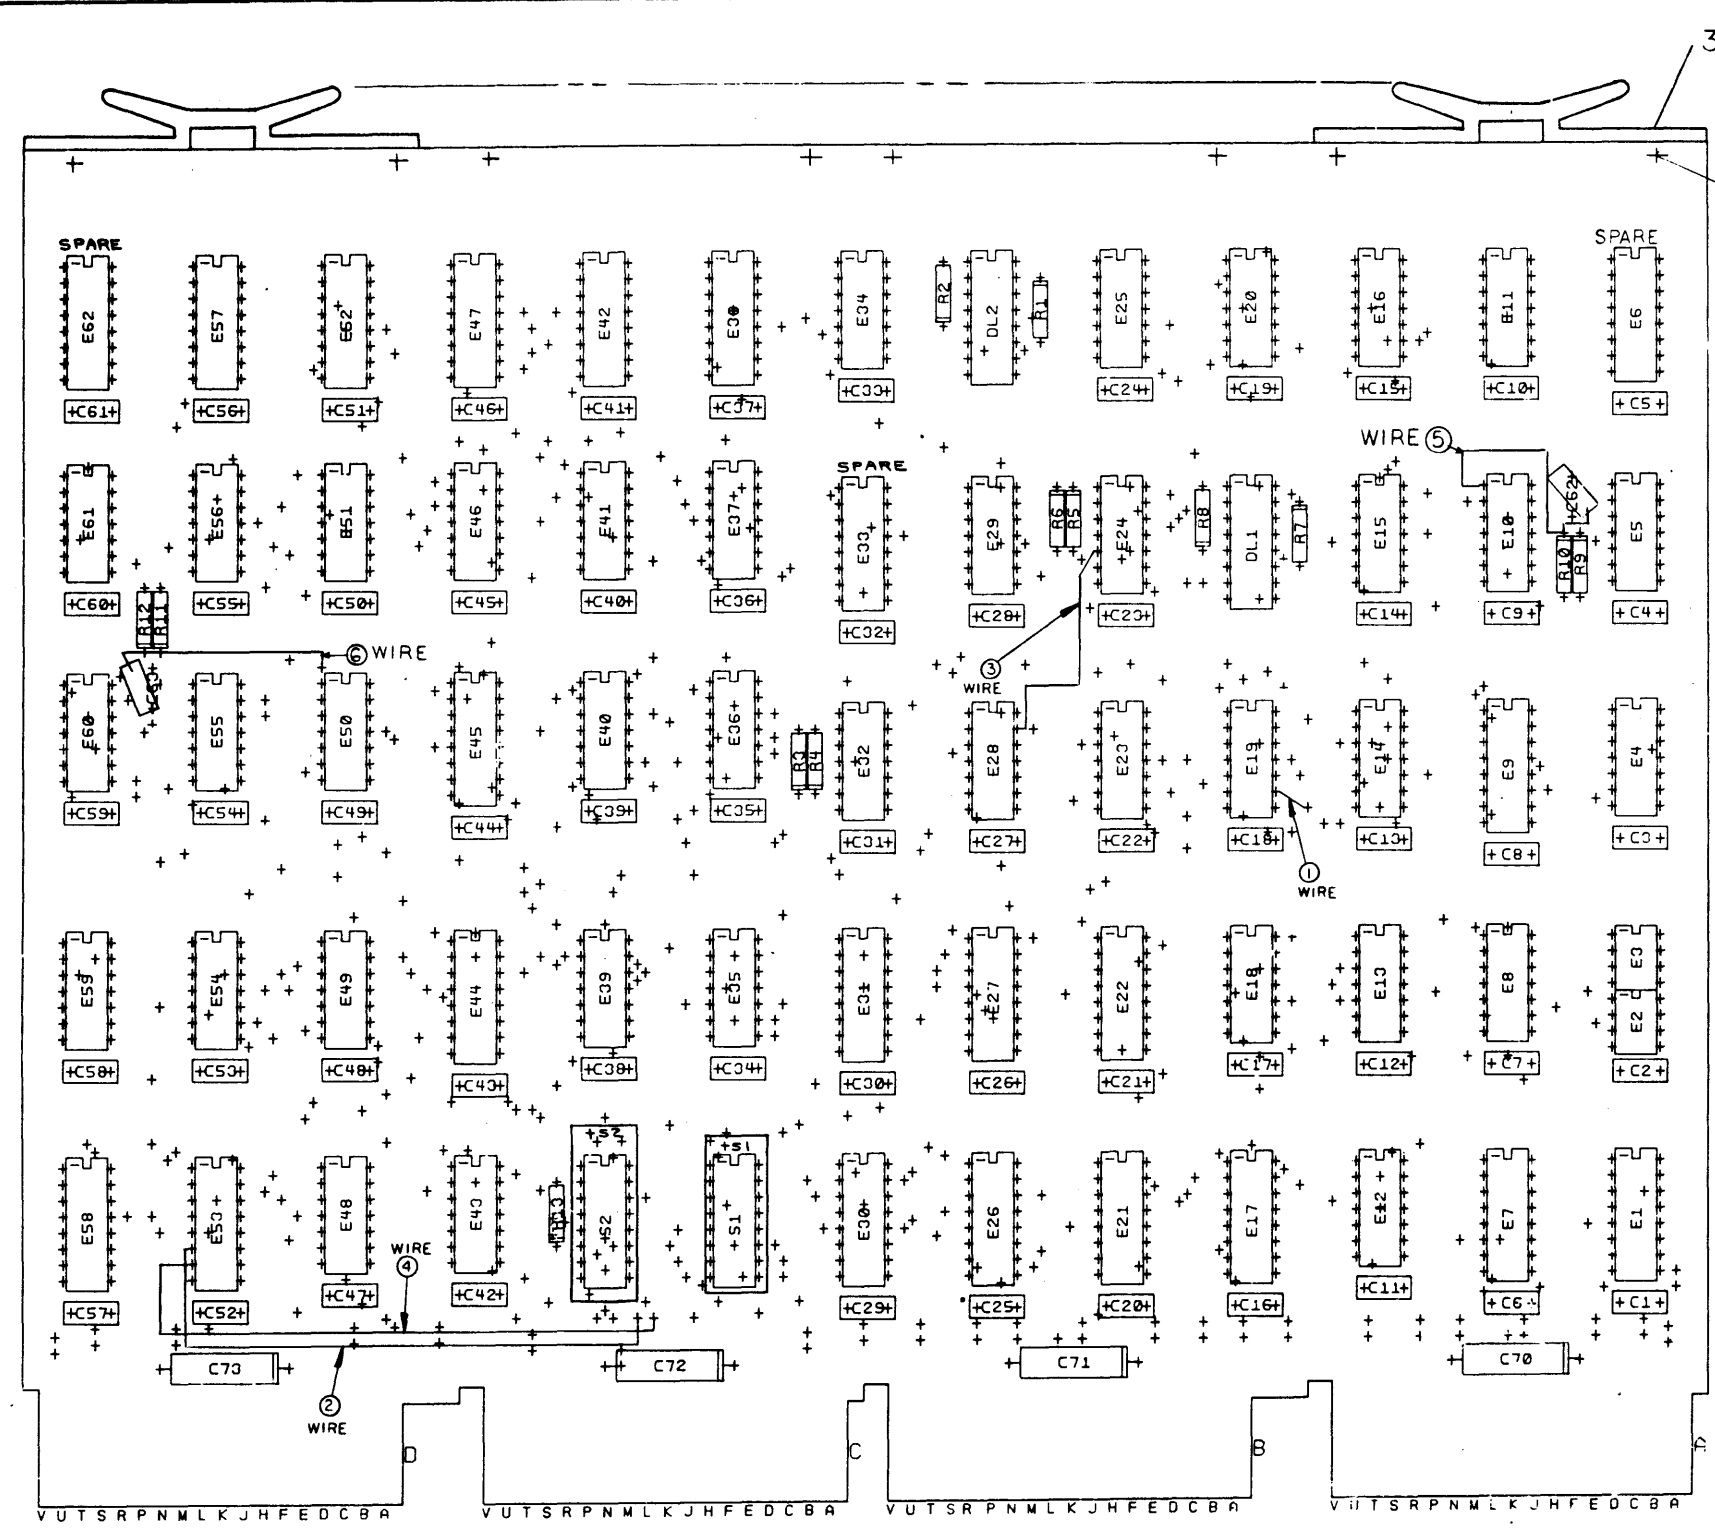 3
SPARE
SPARE
E62
E57
E62
E47
E42
E38
E34
R2
DL2
R1
E25
E20
E16
E11
E6
+C61+
+C56+
+C51+
+C46+
+C41+
+C37+
+C33+
+C24+
+C19+
+C15+
+C10+
+C5+
WIRE 5
SPARE
E61
E56
E51
E46
E41
E37
E33
E29
R6
R5
E24
R8
DL1
R7
E15
E10
C62
R10
R9
E5
+C60+
+C55+
+C50+
+C45+
+C40+
+C36+
+C32+
+C28+
+C23+
+C14+
+C9+
+C4+
R12
R11
6 WIRE
3
WIRE
C63
E60
E55
E50
E45
E40
E36
R3
R4
E32
E28
E23
E19
E14
E9
E4
+C59+
+C54+
+C49+
+C44+
+C39+
+C35+
+C31+
+C27+
+C22+
+C18+
+C13+
+C8+
+C3+
1
WIRE
E59
E54
E49
E44
E39
E35
E31
E27
E22
E18
E13
E8
E3
E2
+C58+
+C53+
+C48+
+C43+
+C38+
+C34+
+C30+
+C26+
+C21+
+C17+
+C12+
+C7+
+C2+
+S2
+S1
E58
E53
E48
E43
R13
S2
S1
E30
E26
E21
E17
E12
E7
E1
WIRE
4
+C57+
+C52+
+C47+
+C42+
+C29+
+C25+
+C20+
+C16+
+C11+
+C6+
+C1+
C73
C72
C71
C70
2
WIRE
D
C
B
A
V U T S R P N M L K J H F E D C B A
V U T S R P N M L K J H F E D C B A
V U T S R P N M L K J H F E D C B A
V U T S R P N M L K J H F E D C B A